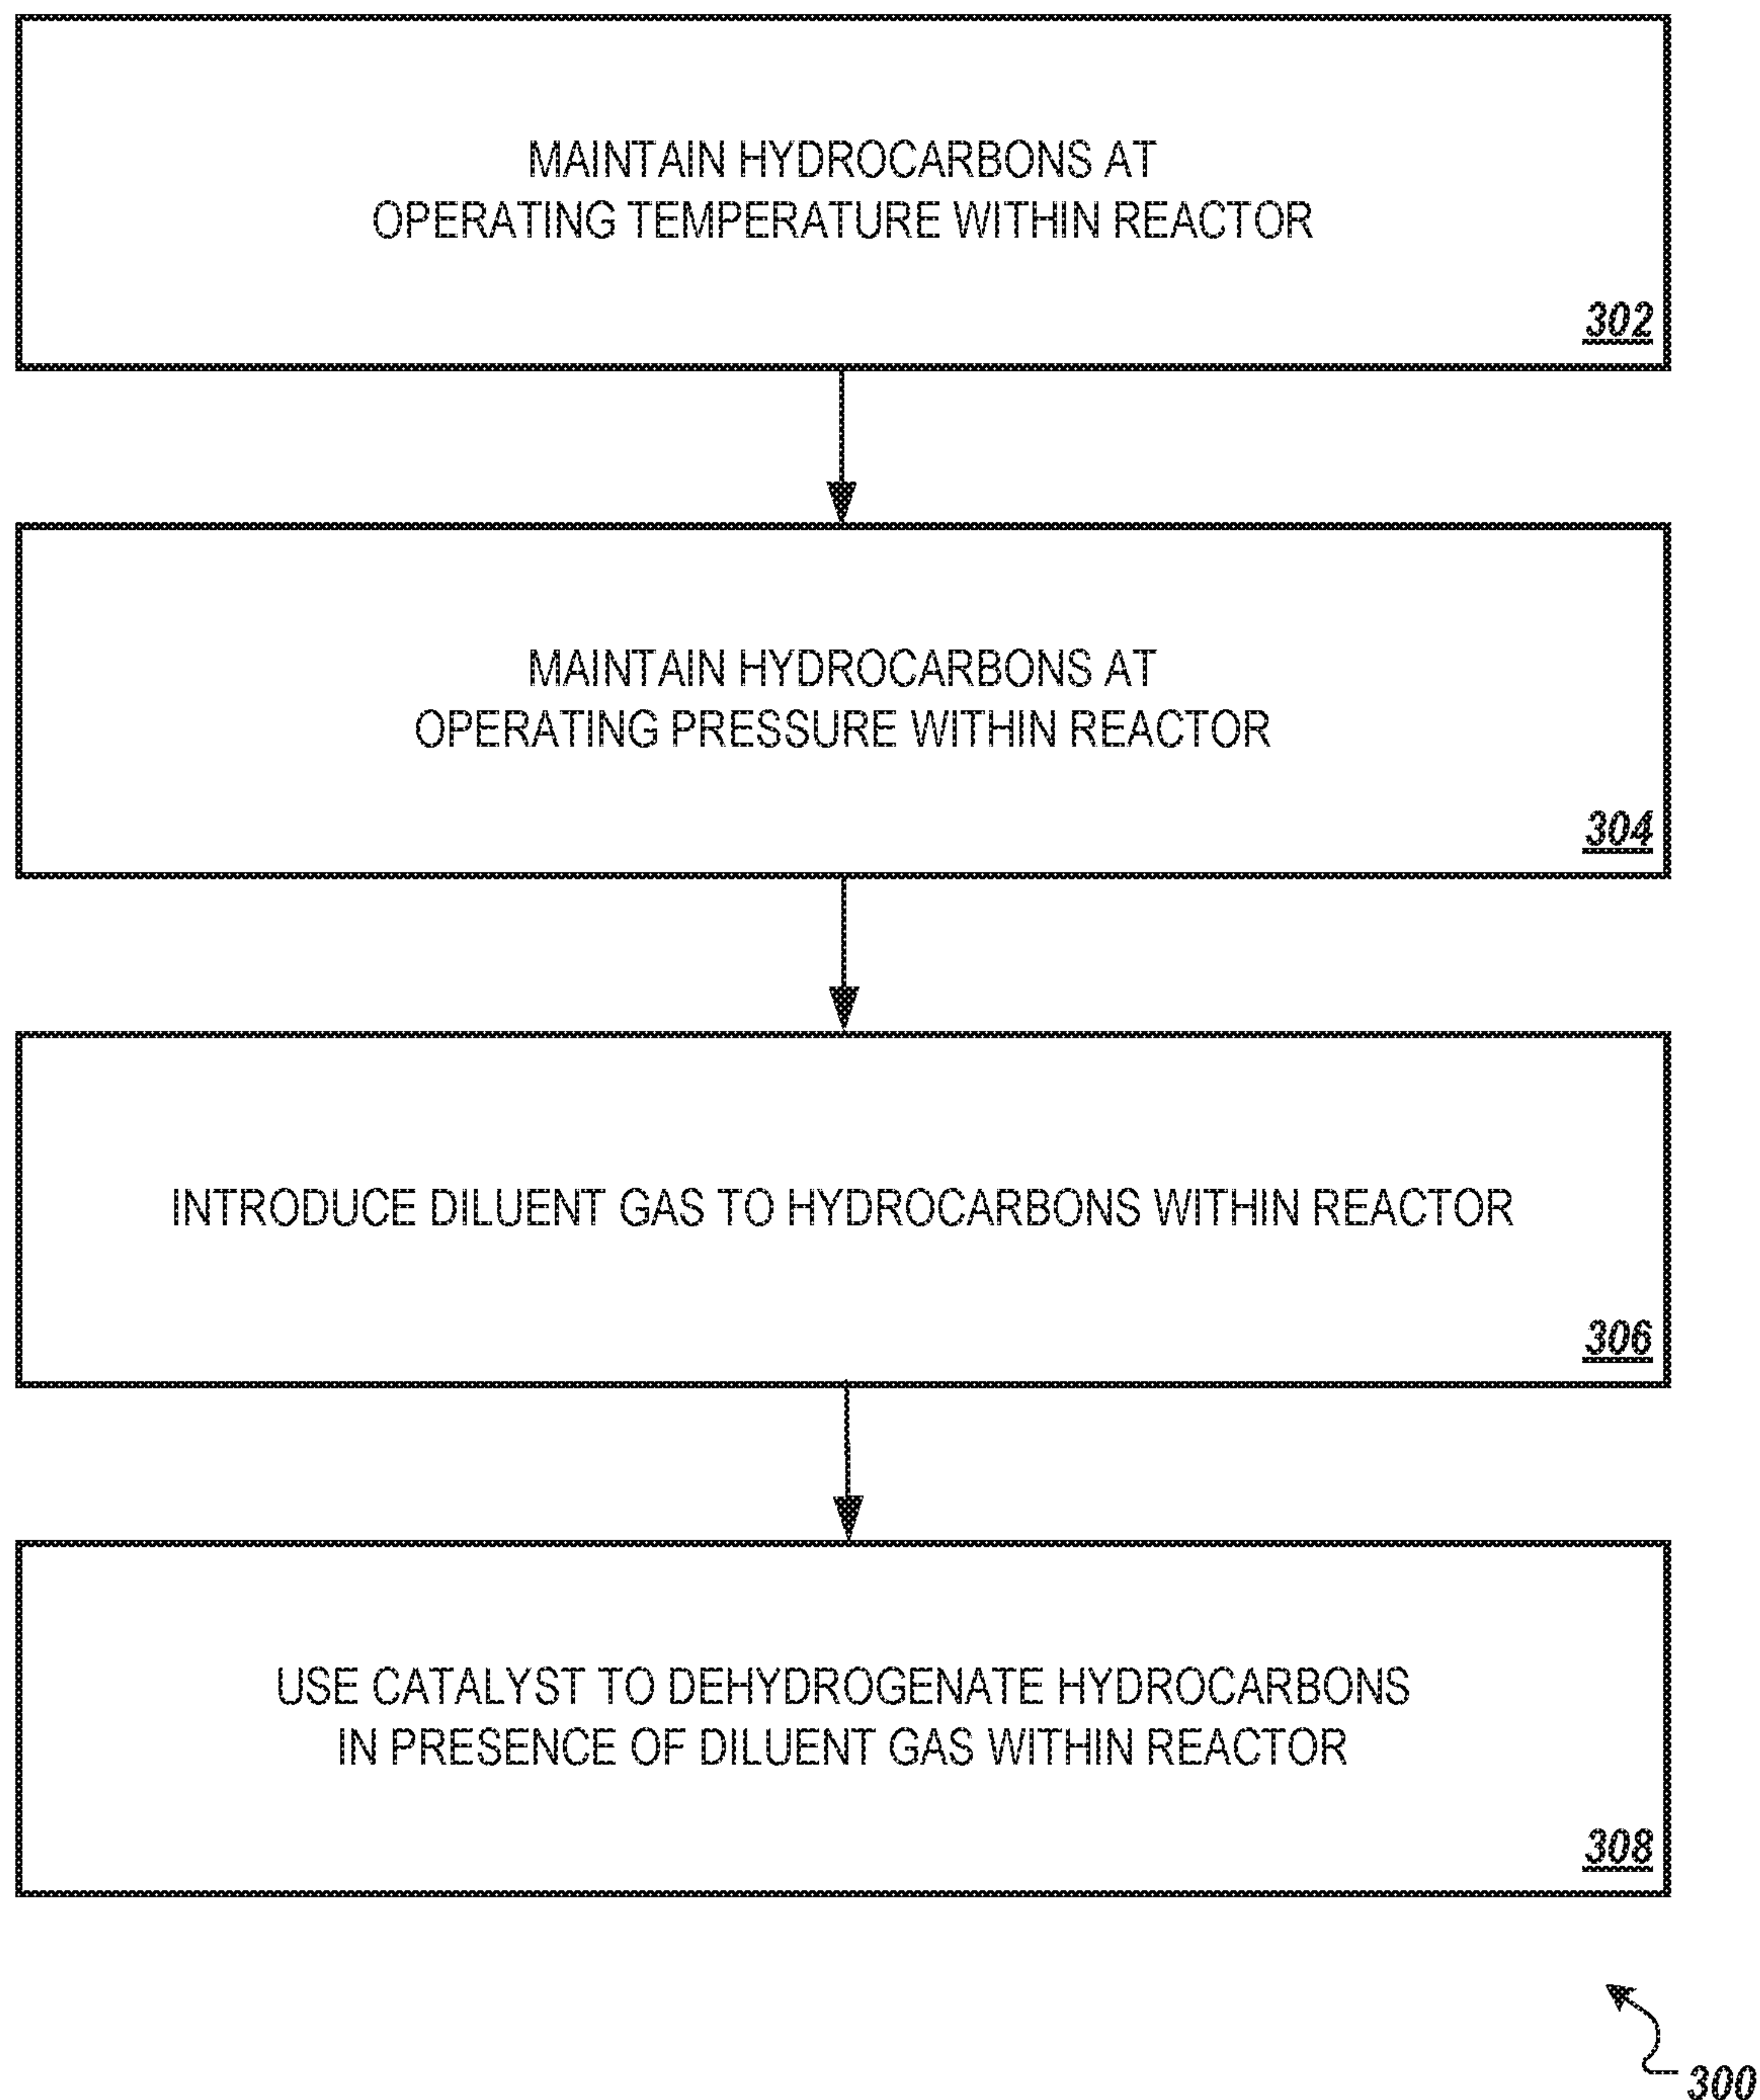 MAINTAIN HYDROCARBONS AT
OPERATING TEMPERATURE WITHIN REACTOR
302
MAINTAIN HYDROCARBONS AT
OPERATING PRESSURE WITHIN REACTOR
304
INTRODUCE DILUENT GAS TO HYDROCARBONS WITHIN REACTOR
306
USE CATALYST TO DEHYDROGENATE HYDROCARBONS
IN PRESENCE OF DILUENT GAS WITHIN REACTOR
308
300